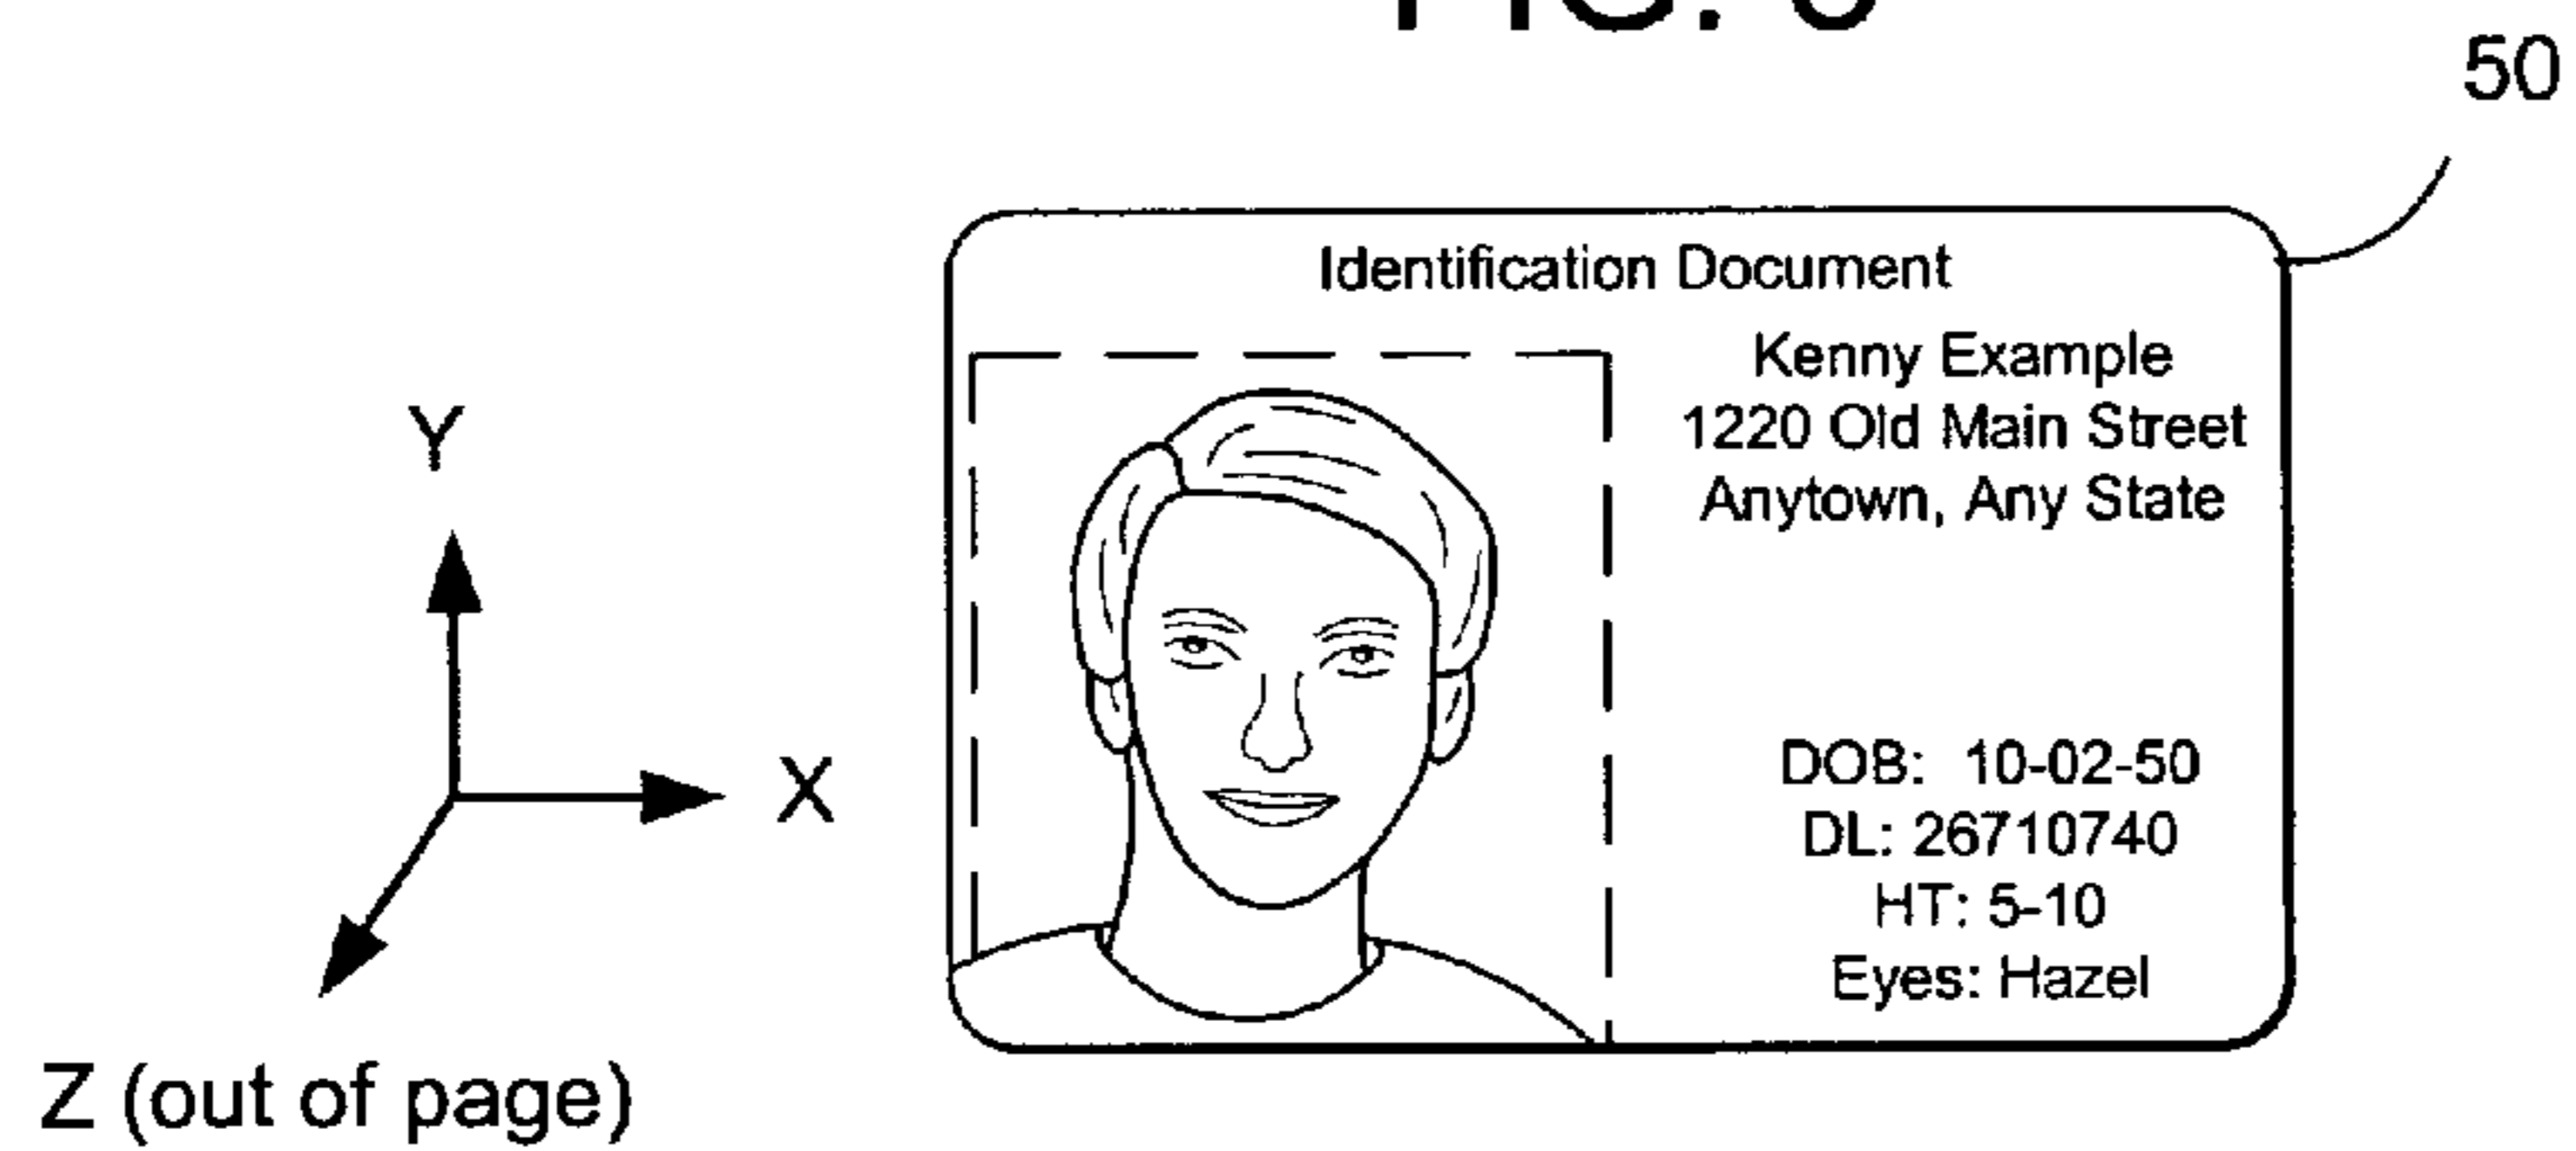 50
Identification Document
Kenny Example
1220 Old Main Street
Anytown, Any State
Y
X
Z (out of page)
DOB: 10-02-50
DL: 26710740
HT: 5-10
Eyes: Hazel